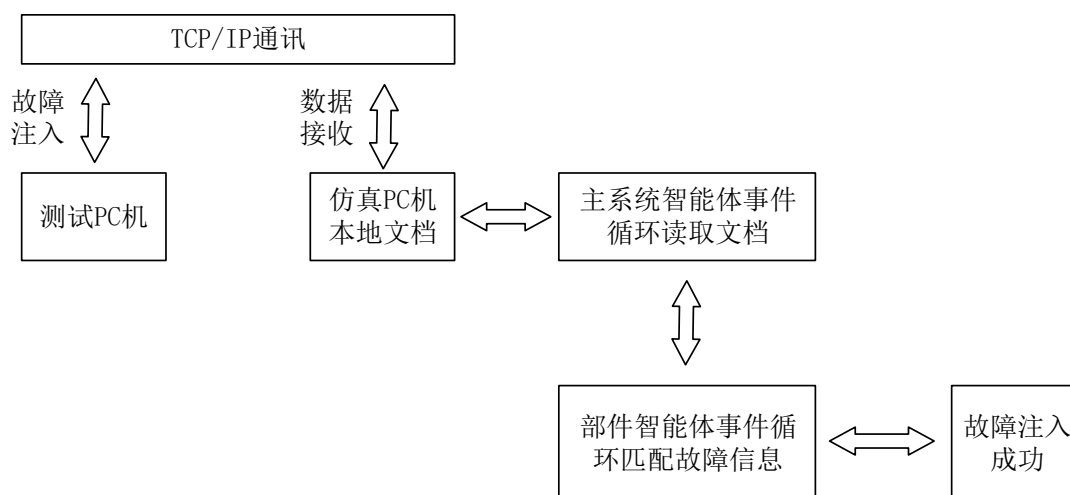 TCP/IP通讯
故障
注入
数据
接收
测试PC机
仿真PC机
本地文档
主系统智能体事件
循环读取文档
部件智能体事件循
环匹配故障信息
故障注入
成功